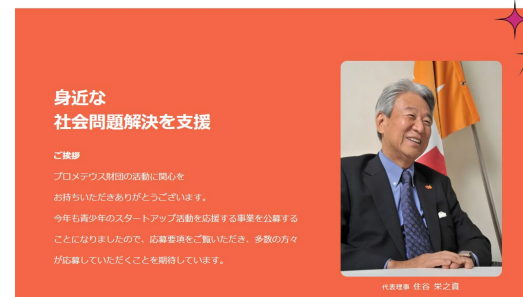 身近な
社会問題解決を支援
ご挨拶
プロメテウス財団の活動に関心を
お持ちいただきありがとうございます。
今年も青少年のスタートアップ活動を応援する事業を公募する
ことになりましたので、応募要項をご覧いただき、多数の方々
が応募していただくことを期待しています。
代表理事 住谷 栄之資